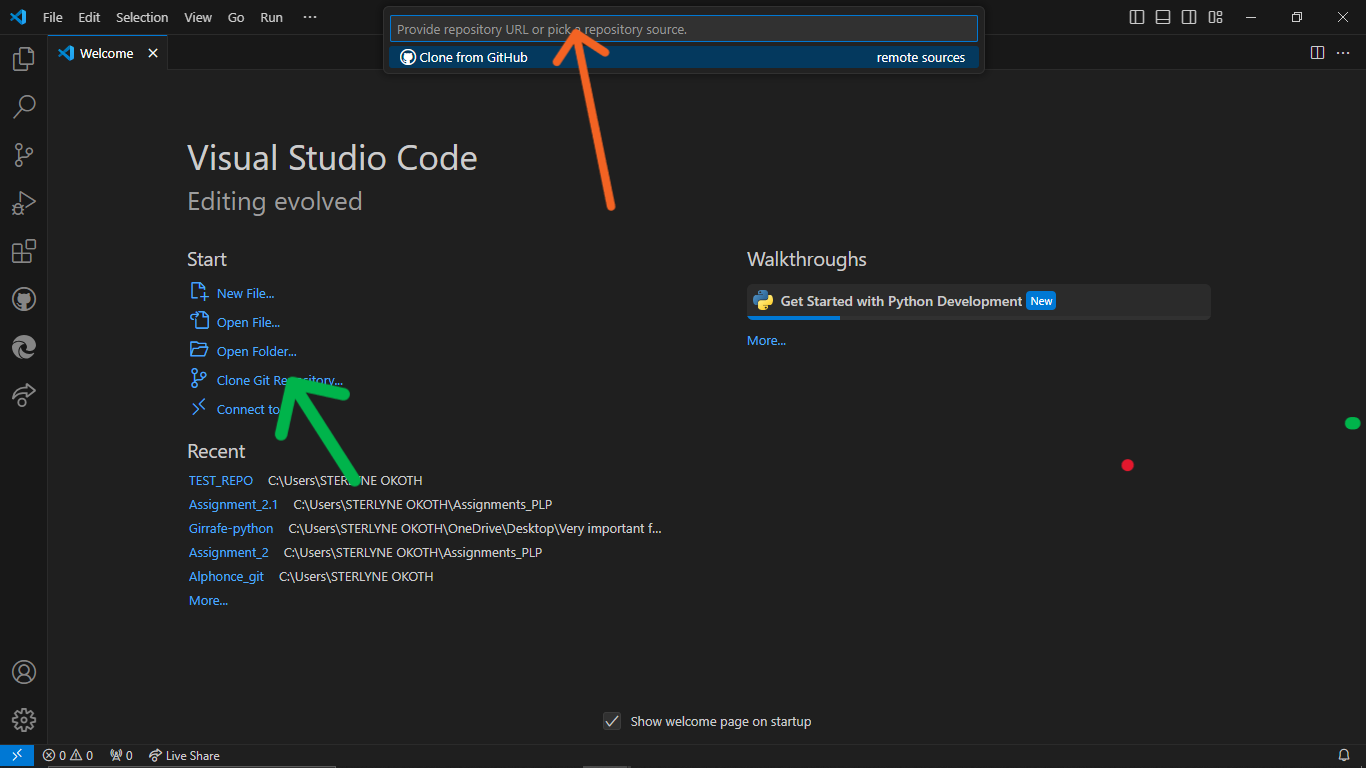 File Edit Selection View Go Run ···
Provide repository URL or pick a repository source.
Clone from GitHub remote sources
Welcome
Visual Studio Code
Editing evolved
Start
New File...
Open File...
Open Folder...
Clone Git Repository...
Connect to
Recent
TEST_REPO C:\Users\STERLYNE OKOTH
Assignment_2.1 C:\Users\STERLYNE OKOTH\Assignments_PLP
Girrafe-python C:\Users\STERLYNE OKOTH\OneDrive\Desktop\Very important f...
Assignment_2 C:\Users\STERLYNE OKOTH\Assignments_PLP
Alphonce_git C:\Users\STERLYNE OKOTH
More...
Walkthroughs
Get Started with Python Development New
More...
Show welcome page on startup
0 0 0 Live Share